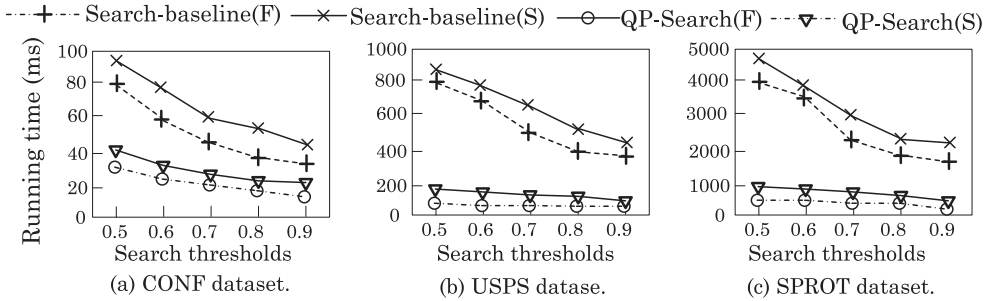 Search-baseline(F) Search-baseline(S) QP-Search(F) QP-Search(S)
Running time (ms)
100
80
60
40
20
0
0.5 0.6 0.7 0.8 0.9
Search thresholds
(a) CONF dataset.
1000
800
600
400
200
0
0.5 0.6 0.7 0.8 0.9
Search thresholds
(b) USPS datase.
5000
4000
3000
2000
1000
0
0.5 0.6 0.7 0.8 0.9
Search thresholds
(c) SPROT dataset.